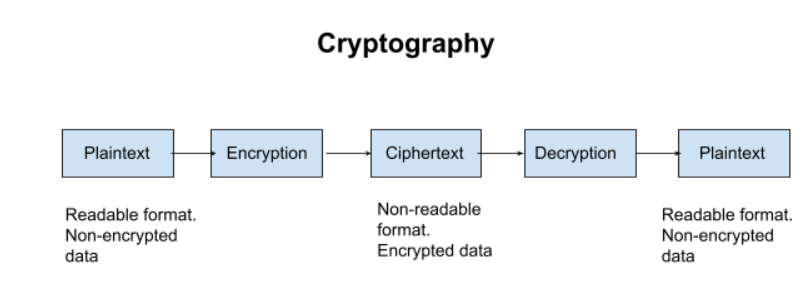 Cryptography
Plaintext
Encryption
Ciphertext
Decryption
Plaintext
Readable format.
Non-encrypted
data
Non-readable
format.
Encrypted data
Readable format.
Non-encrypted
data